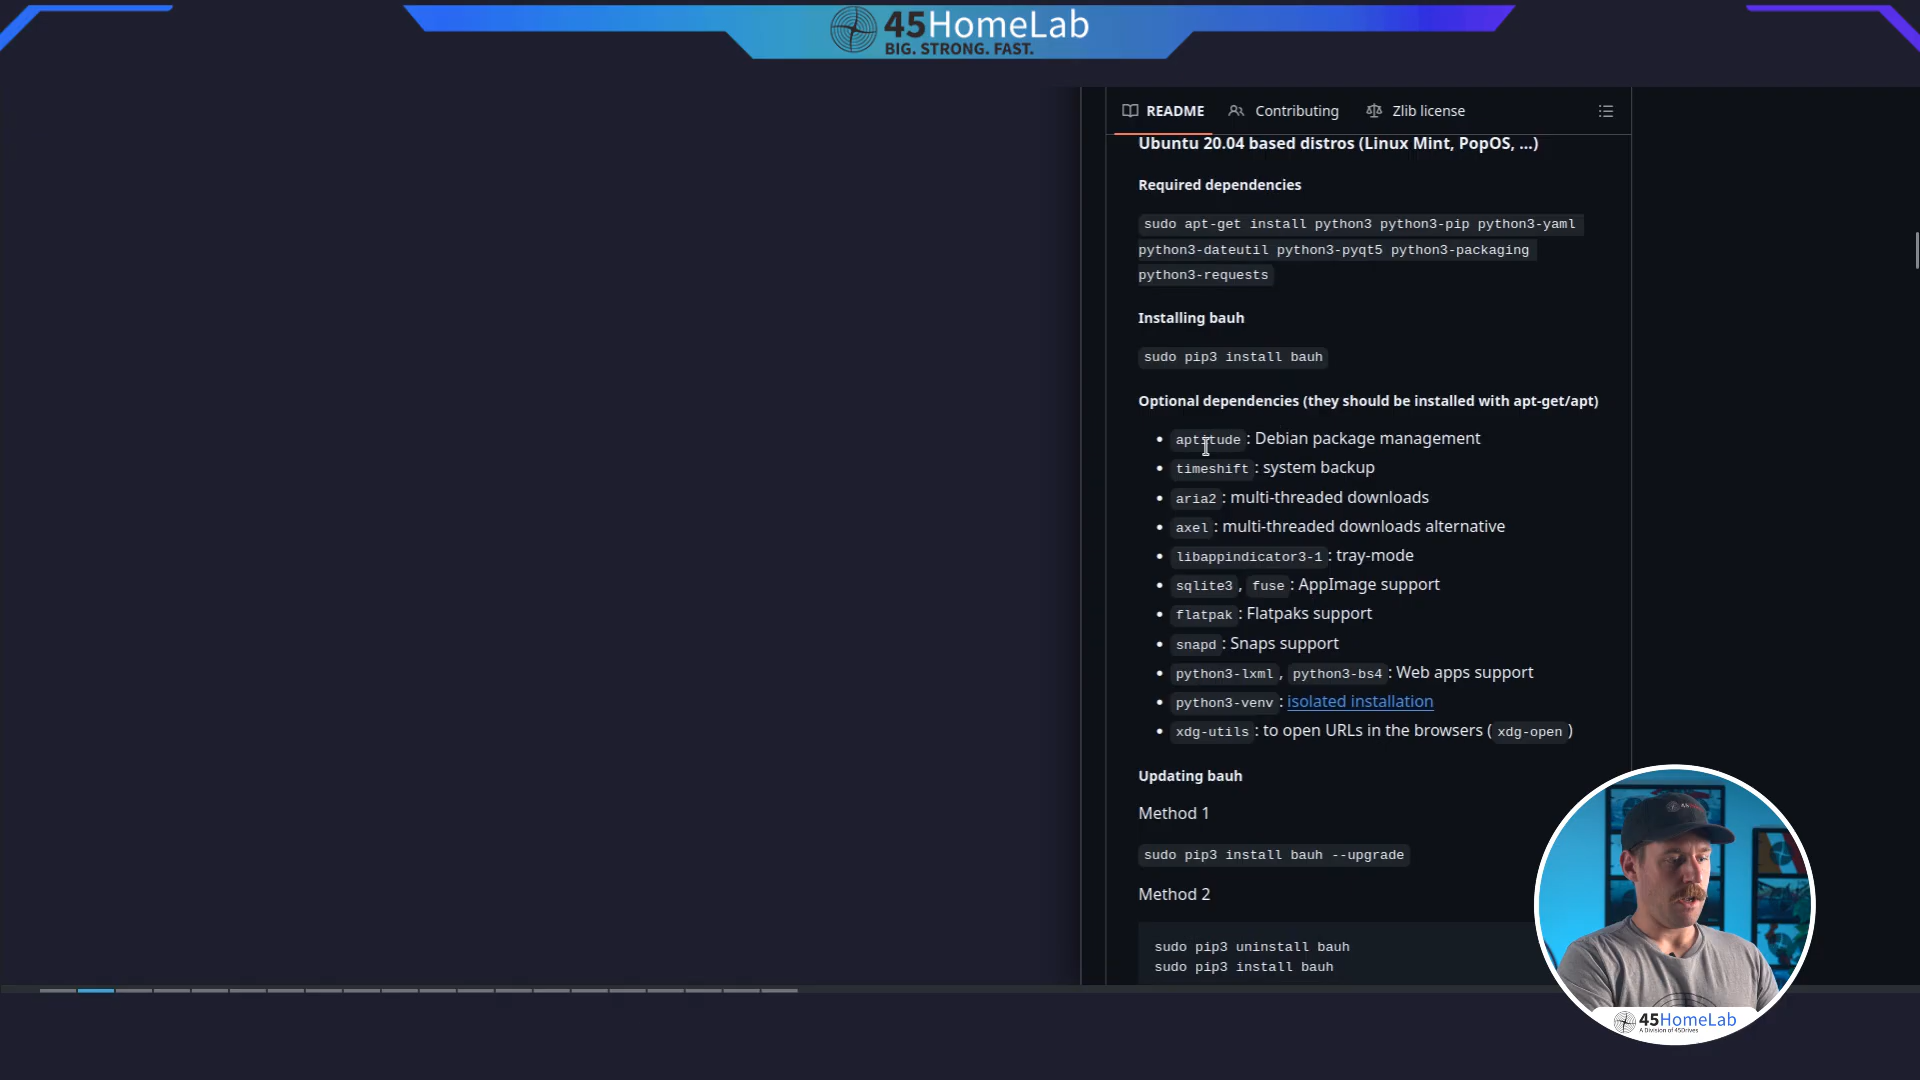 45HomeLab
BIG. STRONG. FAST.
README Contributing Zlib license
Ubuntu 20.04 based distros (Linux Mint, PopOS, ...)
Required dependencies
sudo apt-get install python3 python3-pip python3-yaml
python3-dateutil python3-pyqt5 python3-packaging
python3-requests
Installing bauh
sudo pip3 install bauh
Optional dependencies (they should be installed with apt-get/apt)
• aptitude: Debian package management
• timeshift: system backup
• aria2: multi-threaded downloads
• axel: multi-threaded downloads alternative
• libappindicator3-1: tray-mode
• sqlite3, fuse: AppImage support
• flatpak: Flatpaks support
• snapd: Snaps support
• python3-lxml, python3-bs4: Web apps support
• python3-venv: isolated installation
• xdg-utils: to open URLs in the browsers (xdg-open)
Updating bauh
Method 1
sudo pip3 install bauh --upgrade
Method 2
sudo pip3 uninstall bauh
sudo pip3 install bauh
45HomeLab
A Division of 45Drives